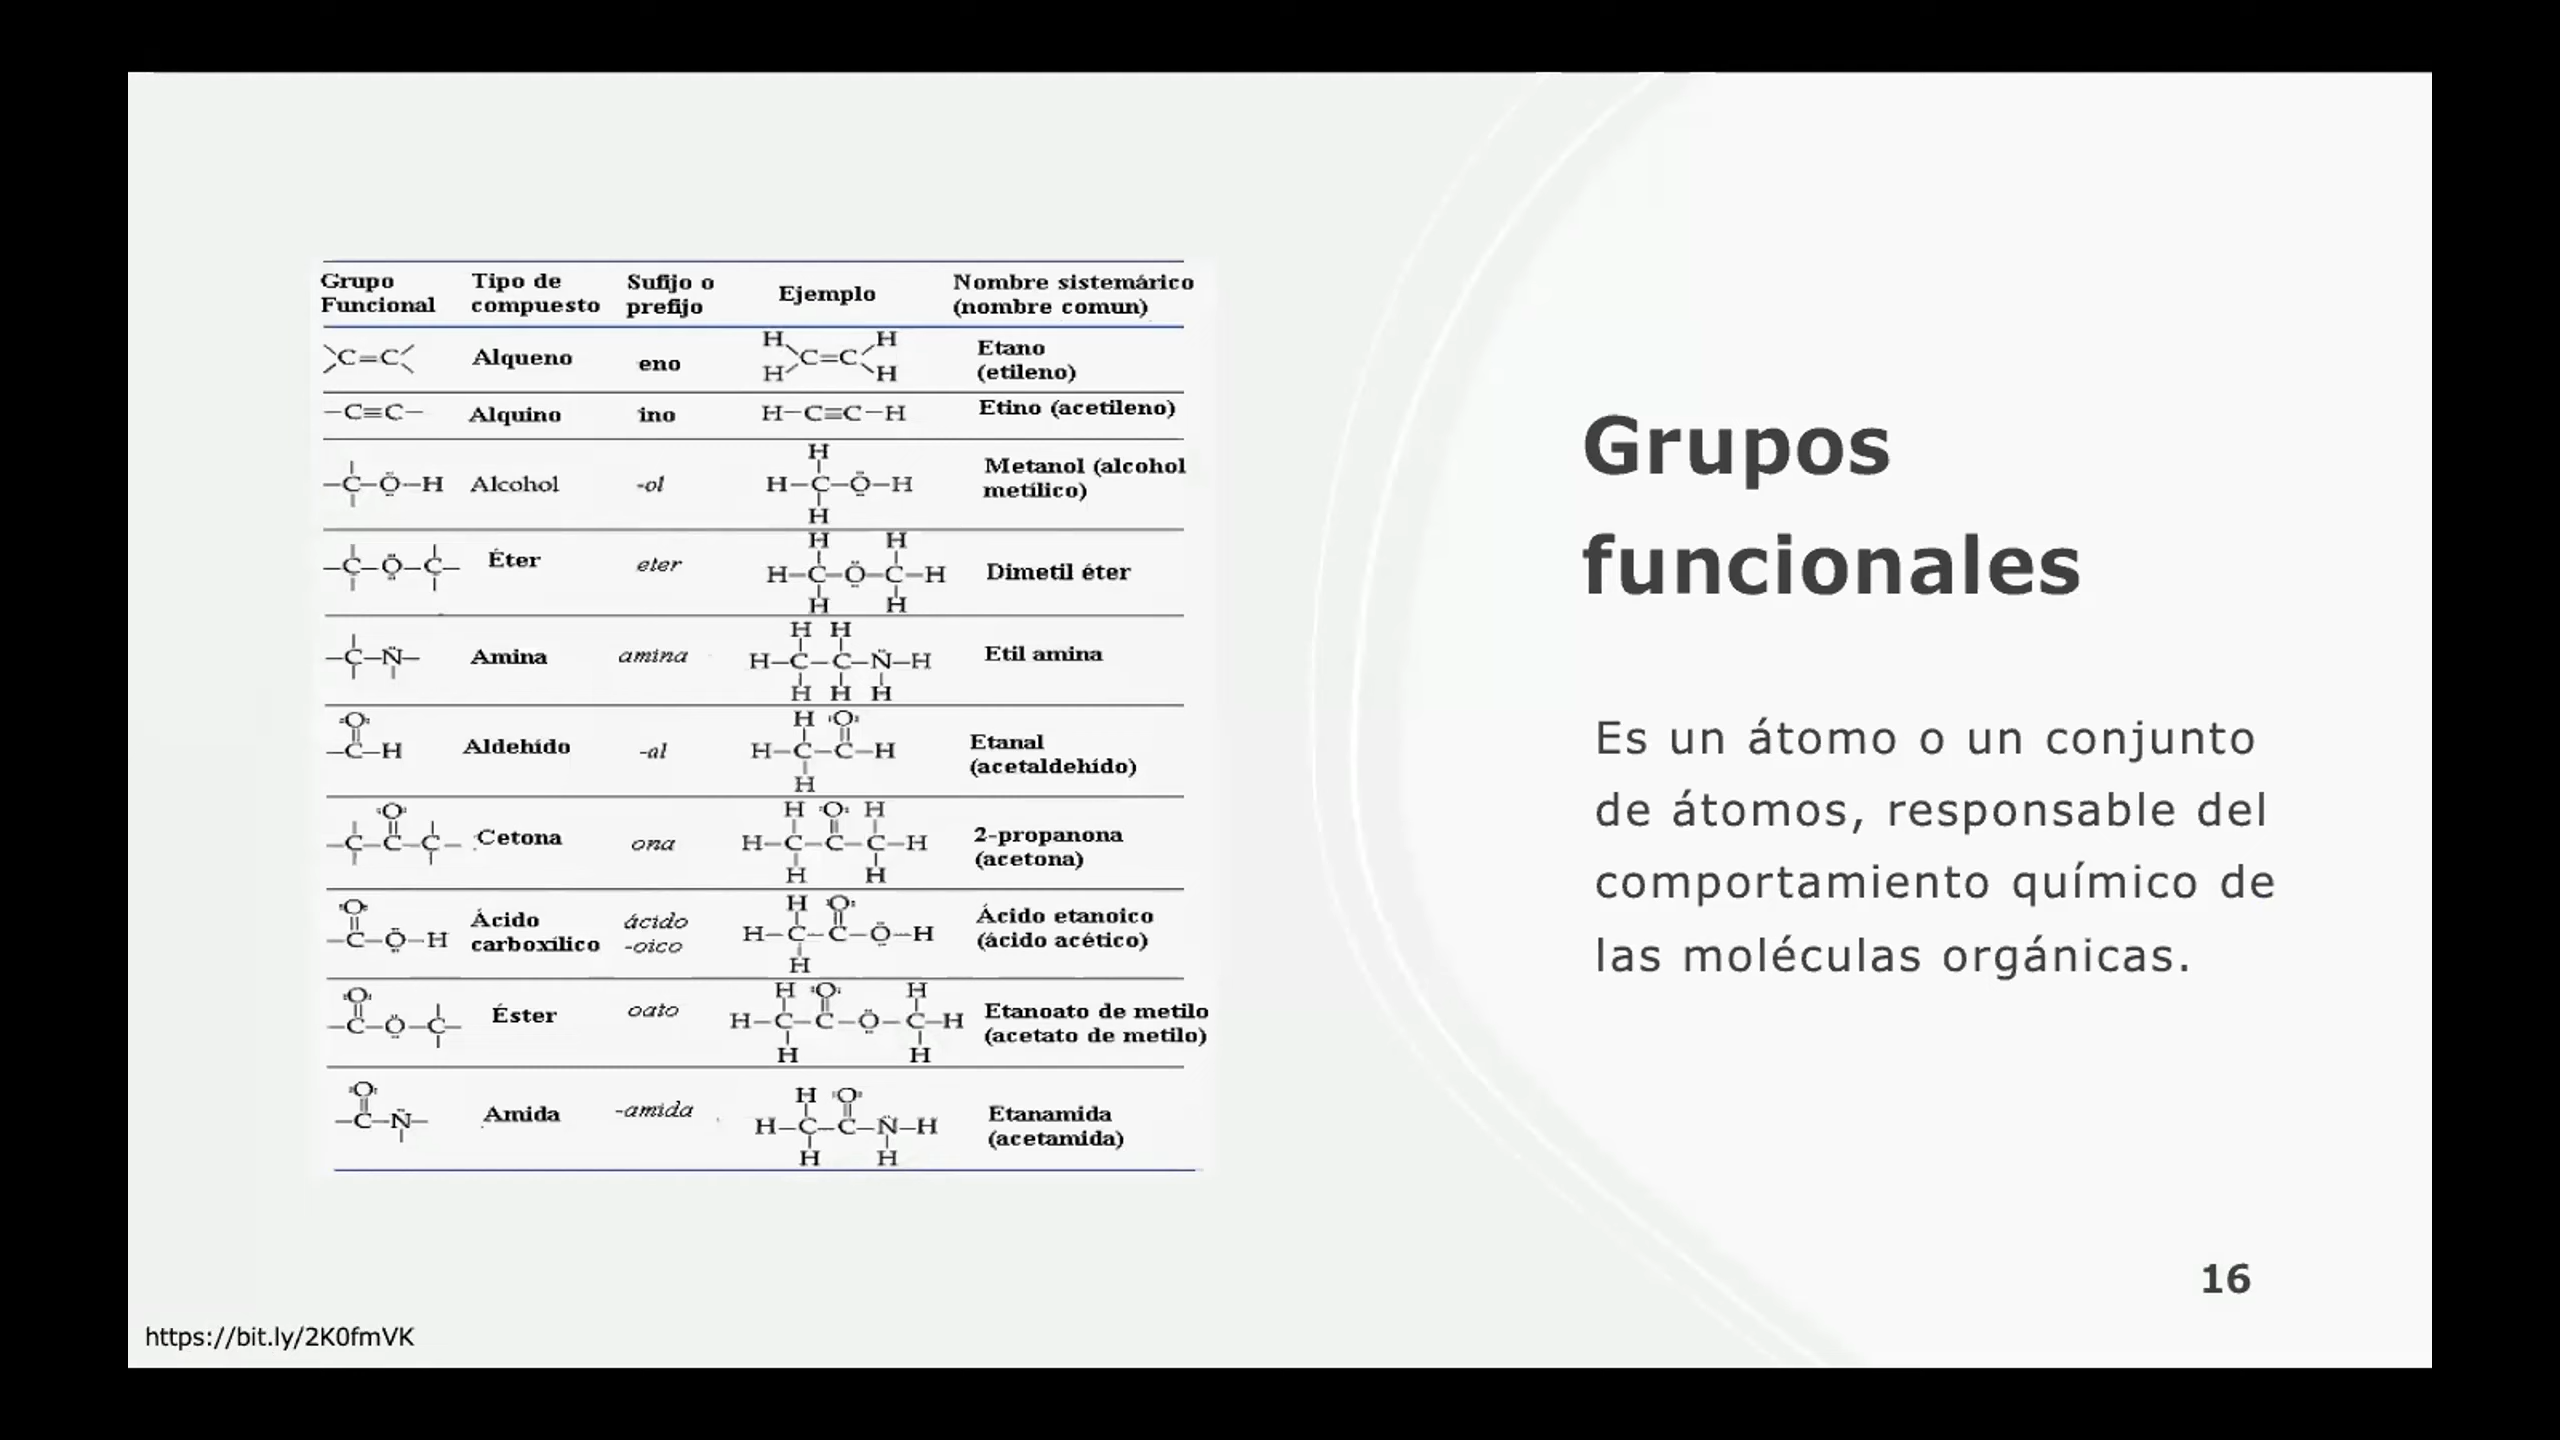 Grupo Funcional Tipo de compuesto Sufijo o prefijo Ejemplo Nombre sistemárico (nombre comun)
>C=C< Alqueno eno H H C=C H H Etano (etileno)
−C≡C− Alquino ino H−C≡C−H Etino (acetileno)
−C−O−H Alcohol -ol H H−C−O−H H Metanol (alcohol metílico)
−C−O−C− Éter eter H H H−C−O−C−H H H Dimetil éter
−C−N− Amina amina H H H−C−C−N−H H H H Etil amina
O −C−H Aldehído -al H O H−C−C−H H Etanal (acetaldehído)
O −C−C−C− Cetona ona H O H H−C−C−C−H H H 2-propanona (acetona)
O −C−O−H Ácido carboxílico ácido -oico H O H−C−C−O−H H Ácido etanoico (ácido acético)
O −C−O−C− Éster oato H O H H−C−C−O−C−H H H Etanoato de metilo (acetato de metilo)
O −C−N− Amida -amida H O H−C−C−N−H H H Etanamida (acetamida)
Grupos
funcionales
Es un átomo o un conjunto
de átomos, responsable del
comportamiento químico de
las moléculas orgánicas.
16
https://bit.ly/2K0fmVK